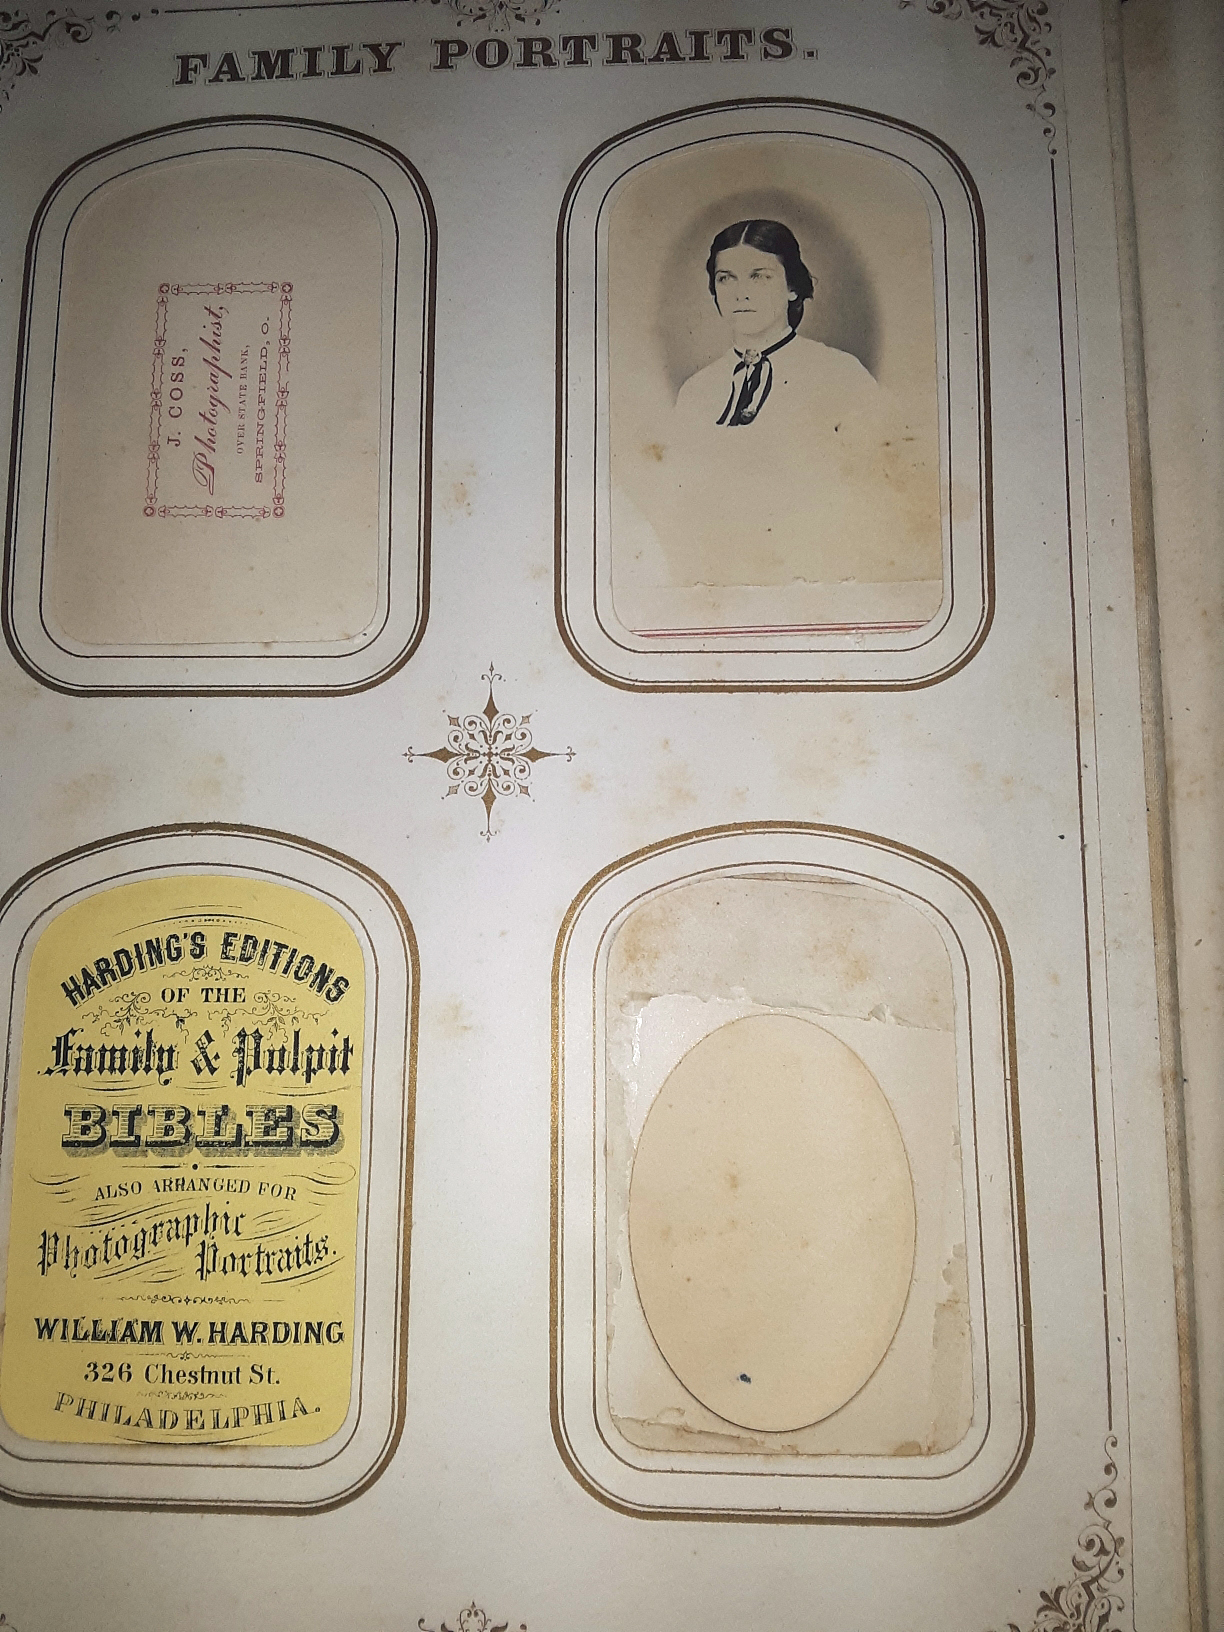 FAMILY PORTRAITS.
J. COSS,
Photographist,
OVER STATE BANK,
SPRINGFIELD, O.
HARDING'S EDITIONS
OF THE
Family & Pulpit
BIBLES
ALSO ARRANGED FOR
Photographic
Portraits.
WILLIAM W. HARDING
326 Chestnut St.
PHILADELPHIA.